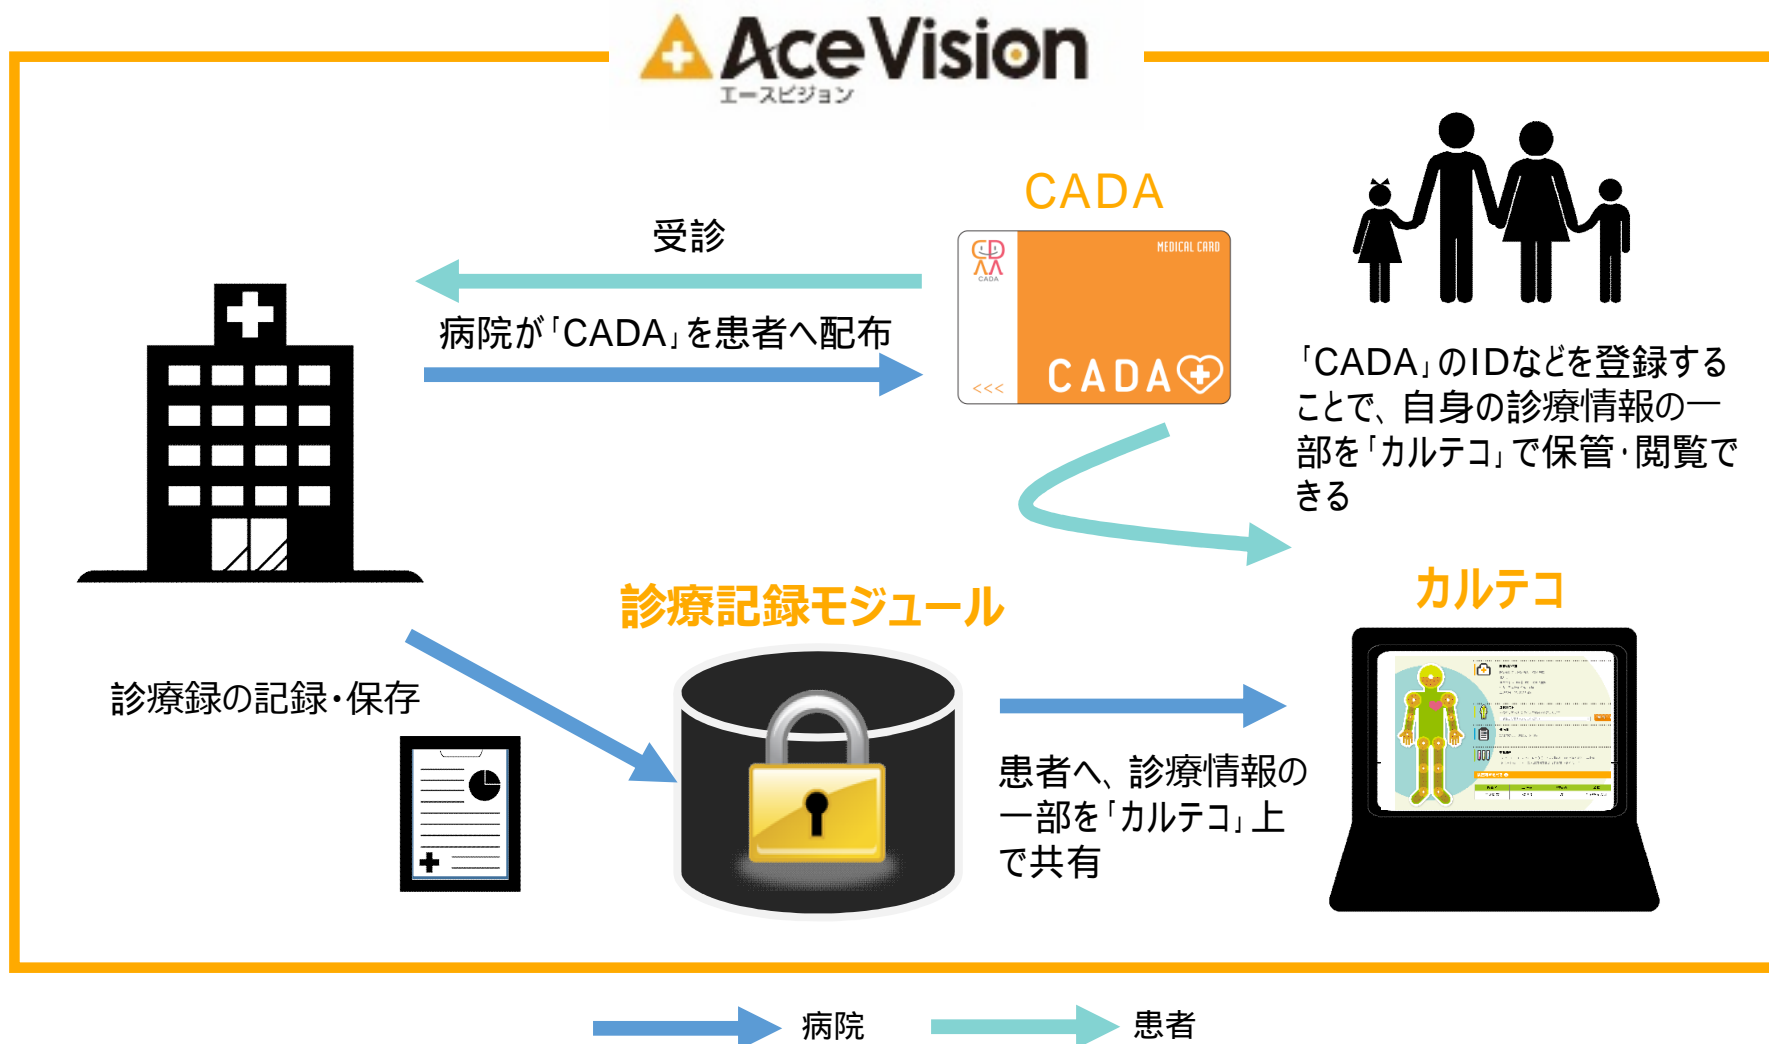 AceVision
エースビジョン
CADA
受診
CADA
MEDICAL CARD
病院が「CADA」を患者へ配布
<<<
CADA
「CADA」のIDなどを登録する
ことで、自身の診療情報の一
部を「カルテコ」で保管・閲覧で
きる
診療記録モジュール
カルテコ
診療録の記録・保存
患者へ、診療情報の
一部を「カルテコ」上
で共有
病院
患者